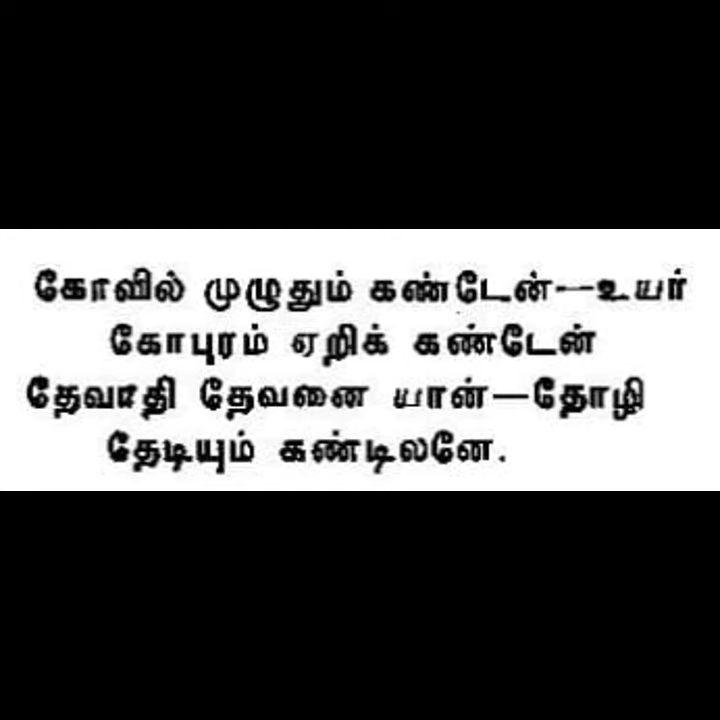 கோவில் முழுதும் கண்டேன்—உயர்
கோபுரம் ஏறிக் கண்டேன்
தேவாதி தேவனை யான்—தோழி
தேடியும் கண்டிலனே.